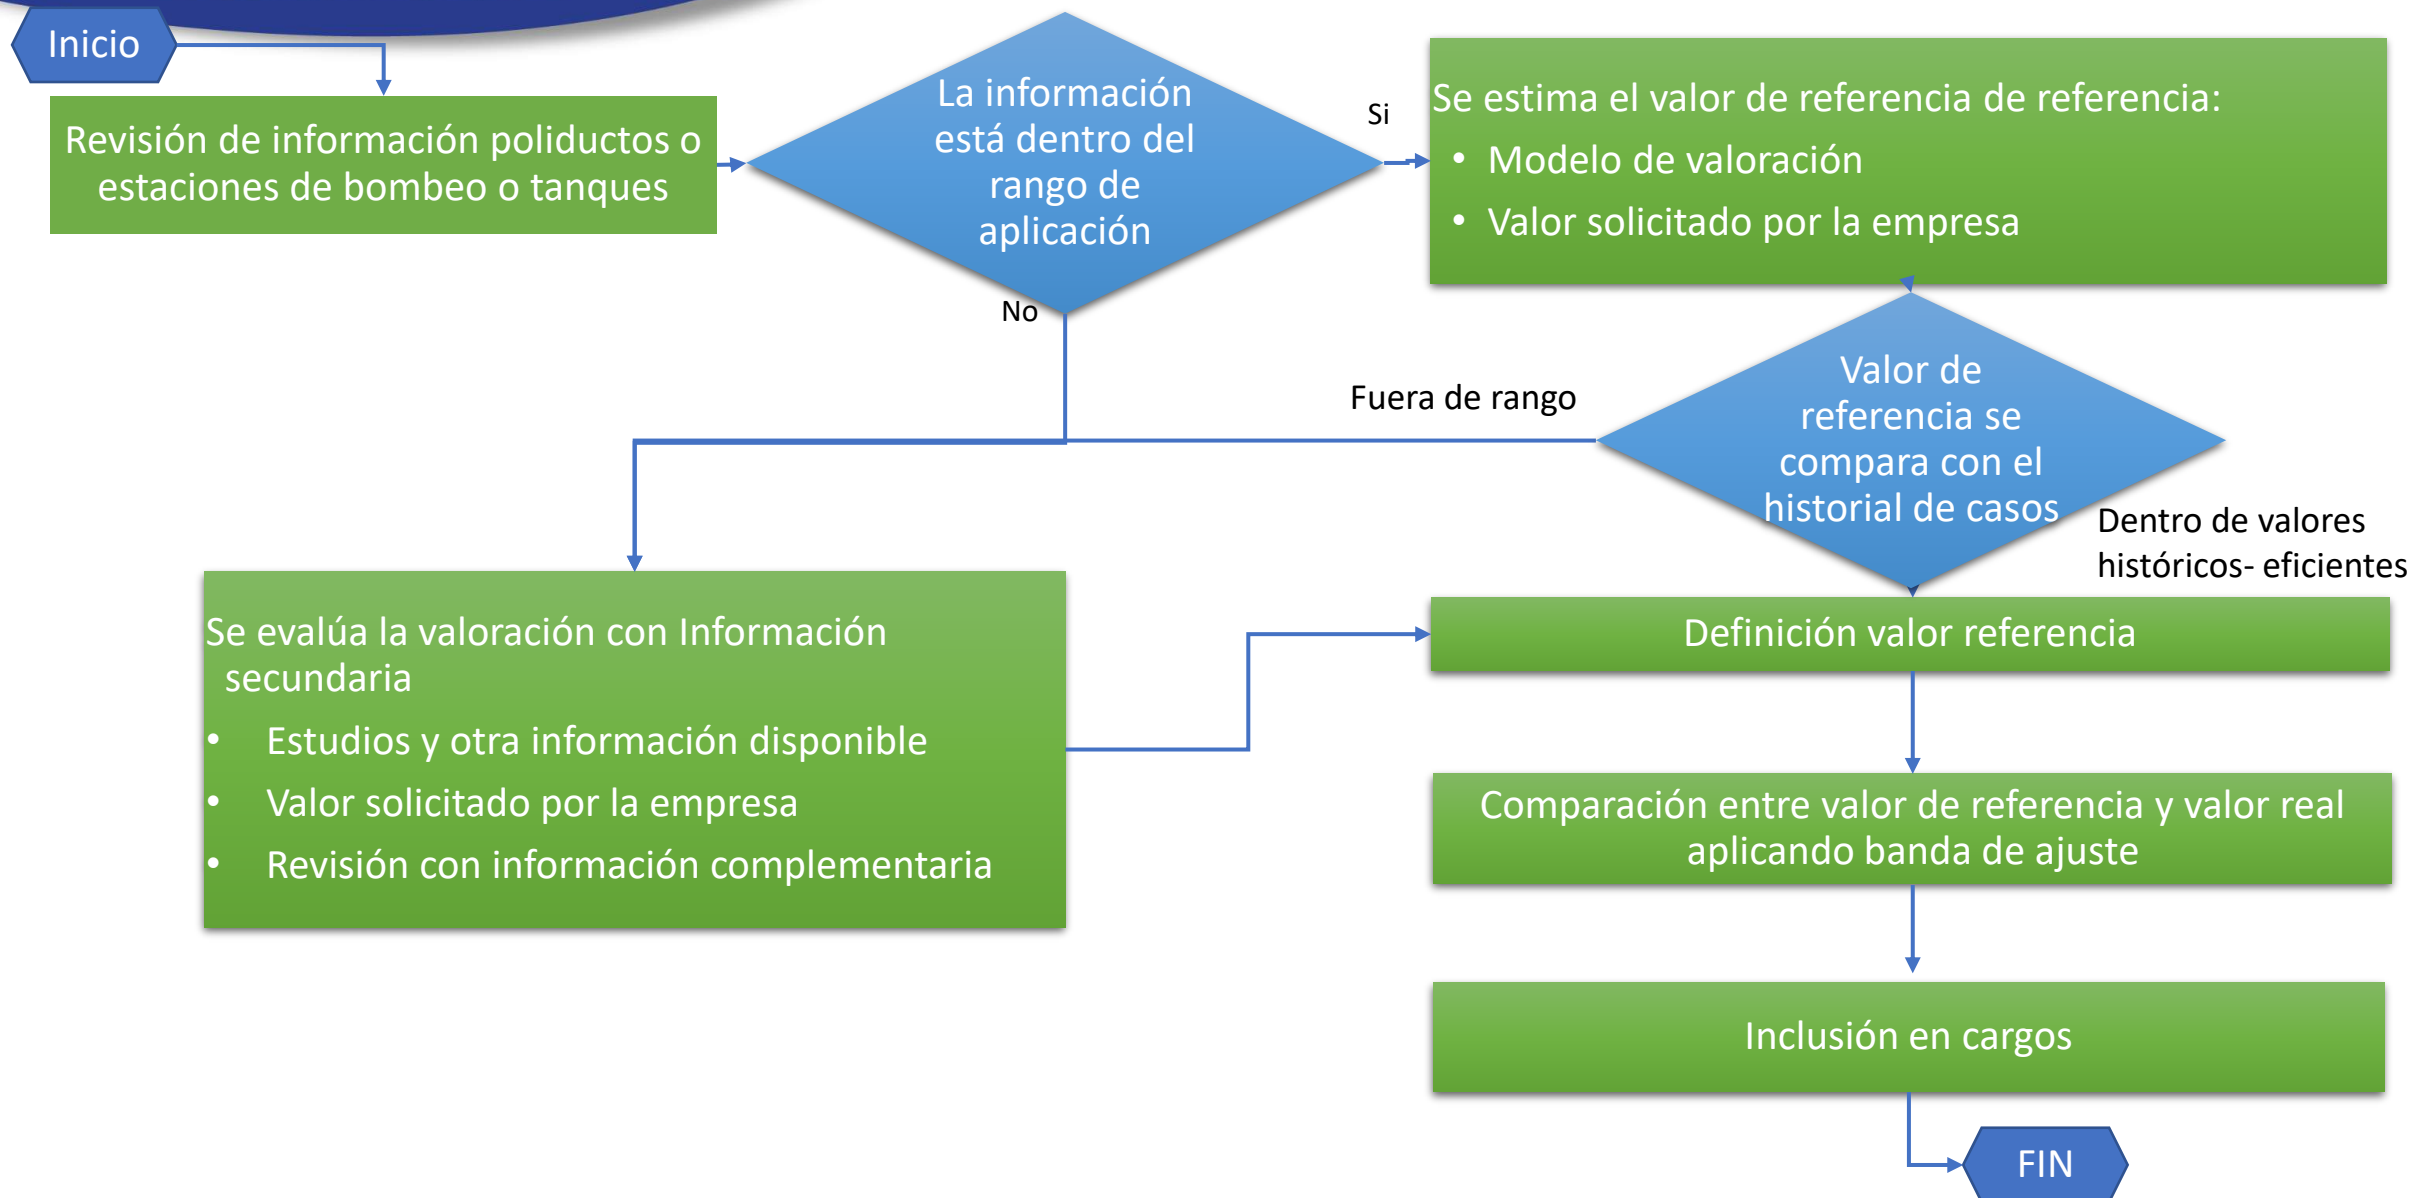 Inicio
Revisión de información poliductos o
estaciones de bombeo o tanques
La información
está dentro del
rango de
aplicación
Si
Se estima el valor de referencia de referencia:
• Modelo de valoración
• Valor solicitado por la empresa
No
Fuera de rango
Valor de
referencia se
compara con el
historial de casos
Dentro de valores
históricos- eficientes
Se evalúa la valoración con Información
secundaria
• Estudios y otra información disponible
• Valor solicitado por la empresa
• Revisión con información complementaria
Definición valor referencia
Comparación entre valor de referencia y valor real
aplicando banda de ajuste
Inclusión en cargos
FIN